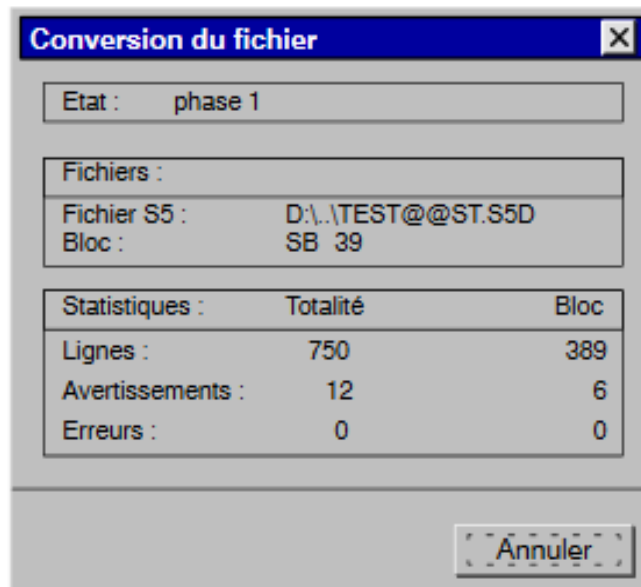 Conversion du fichier
Etat : phase 1
Fichiers :
Fichier S5 : D:\..\TEST@@ST.S5D
Bloc : SB 39
Statistiques : Totalité Bloc
Lignes : 750 389
Avertissements : 12 6
Erreurs : 0 0
Annuler